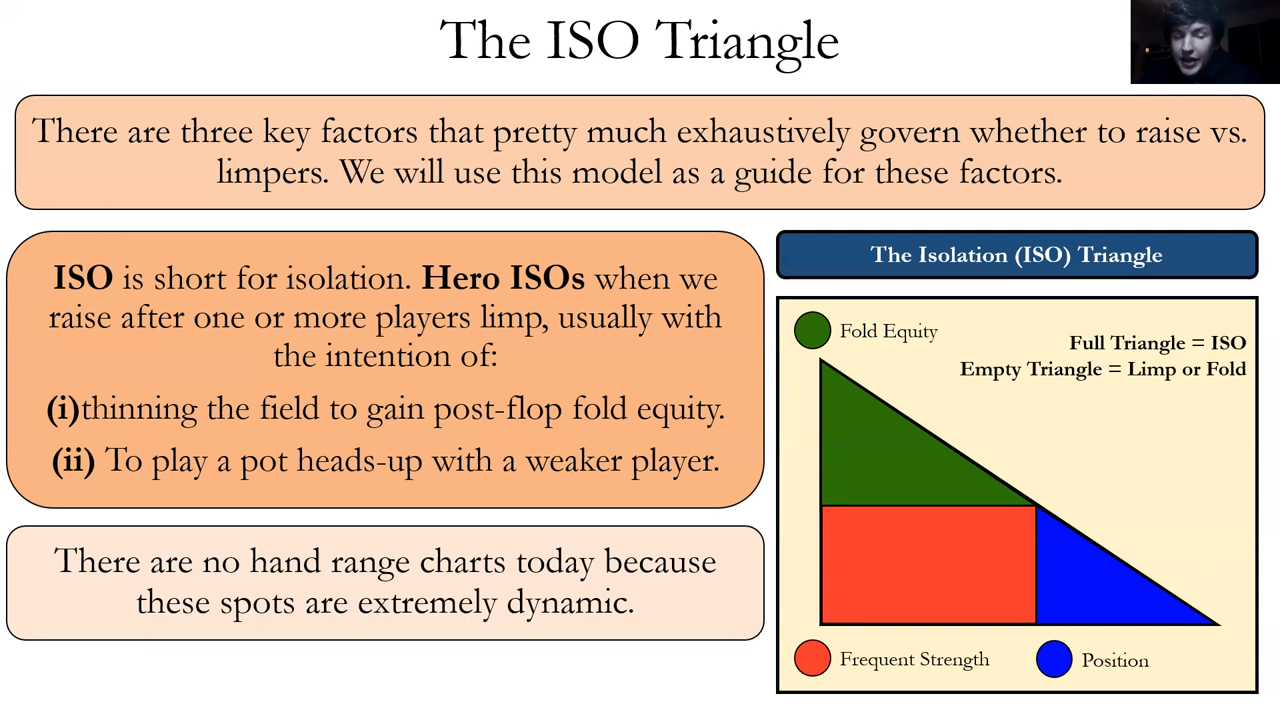 The ISO Triangle
There are three key factors that pretty much exhaustively govern whether to raise vs.
limpers. We will use this model as a guide for these factors.
ISO is short for isolation. Hero ISOs when we
raise after one or more players limp, usually with
the intention of:
(i)thinning the field to gain post-flop fold equity.
(ii) To play a pot heads-up with a weaker player.
There are no hand range charts today because
these spots are extremely dynamic.
The Isolation (ISO) Triangle
Fold Equity
Full Triangle = ISO
Empty Triangle = Limp or Fold
Frequent Strength
Position